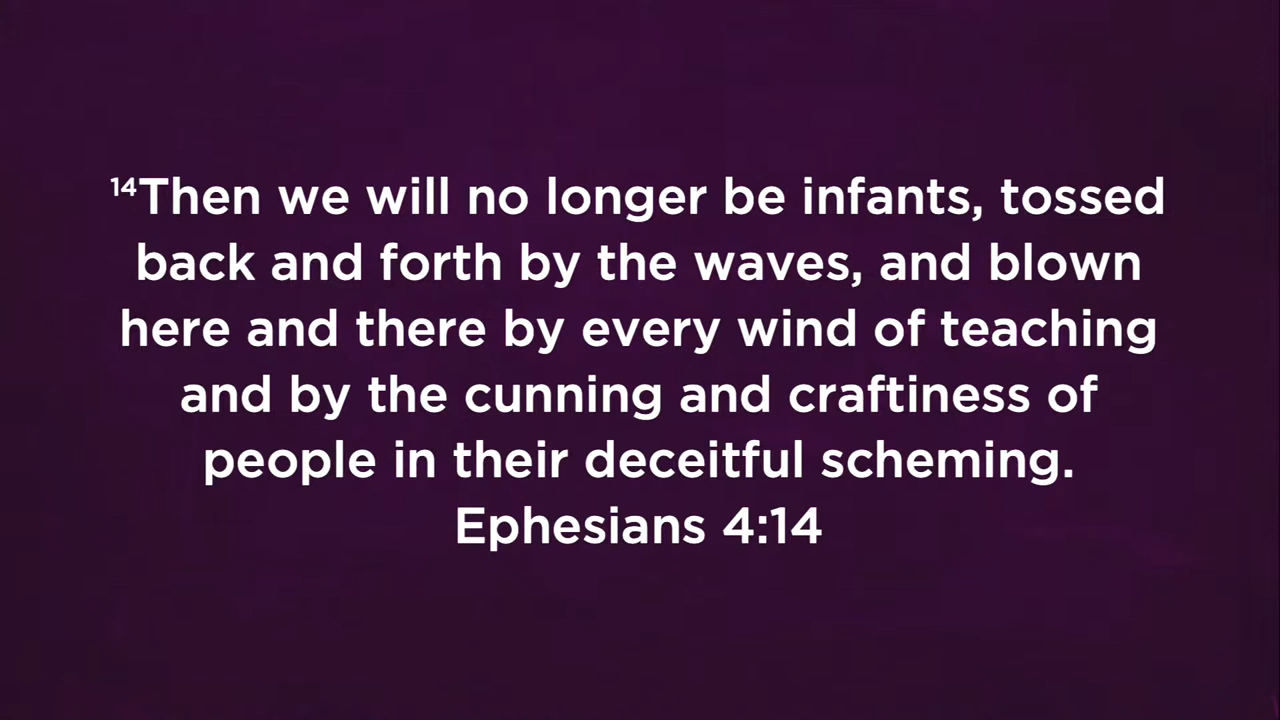 ¹⁴Then we will no longer be infants, tossed
back and forth by the waves, and blown
here and there by every wind of teaching
and by the cunning and craftiness of
people in their deceitful scheming.
Ephesians 4:14